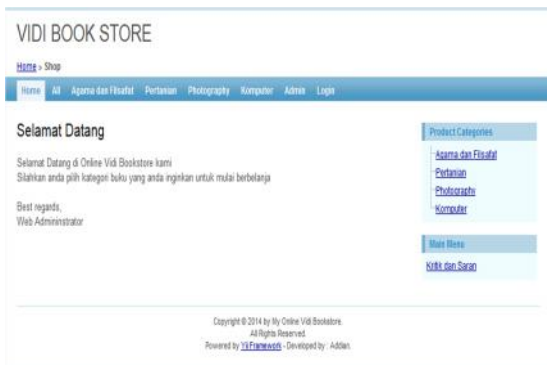 VIDI BOOK STORE
Home > Shop
Home All Agama dan Filsafat Pertanian Photography Komputer Admin Login
Selamat Datang
Selamat Datang di Online Vidi Bookstore kami
Silahkan anda pilih kategori buku yang anda inginkan untuk mulai berbelanja
Best regards,
Web Admininstrator
Product Categories
Agama dan Filsafat
Pertanian
Photography
Komputer
Main Menu
Kritik dan Saran
Copyright © 2014 by My Online Vidi Bookstore.
All Rights Reserved.
Powered by Yii Framework - Developed by : Addian.